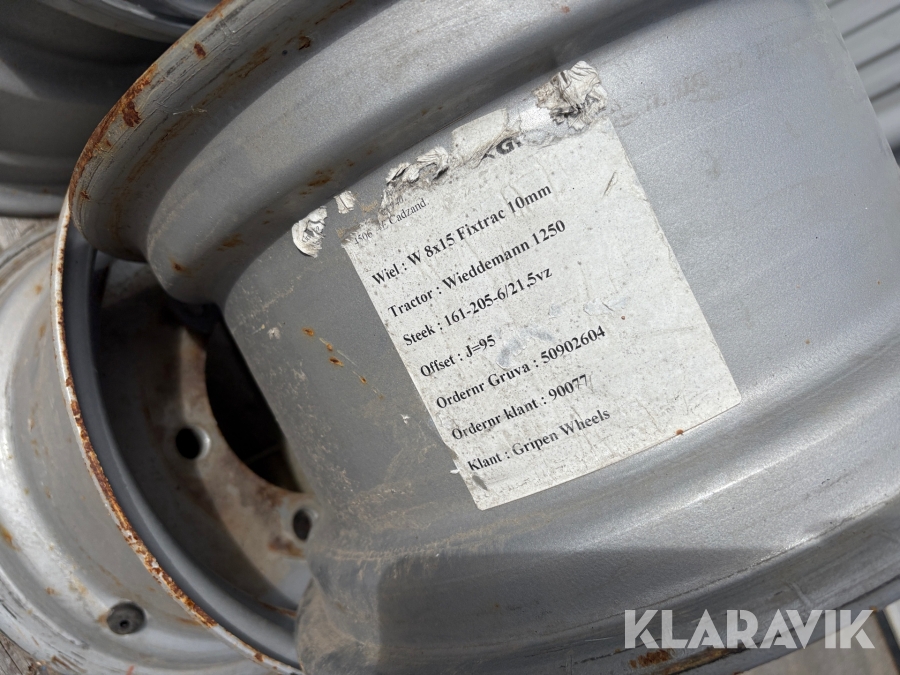 Cadzand
Wiel : W 8x15 Fixtrac 10mm
Tractor : Wieddemann 1250
Steek : 161-205-6/21,5vz
Offset : J=95
Ordernr Gruva : 50902604
Ordernr klant : 90077
Klant : Gripen Wheels
KLARAVIK